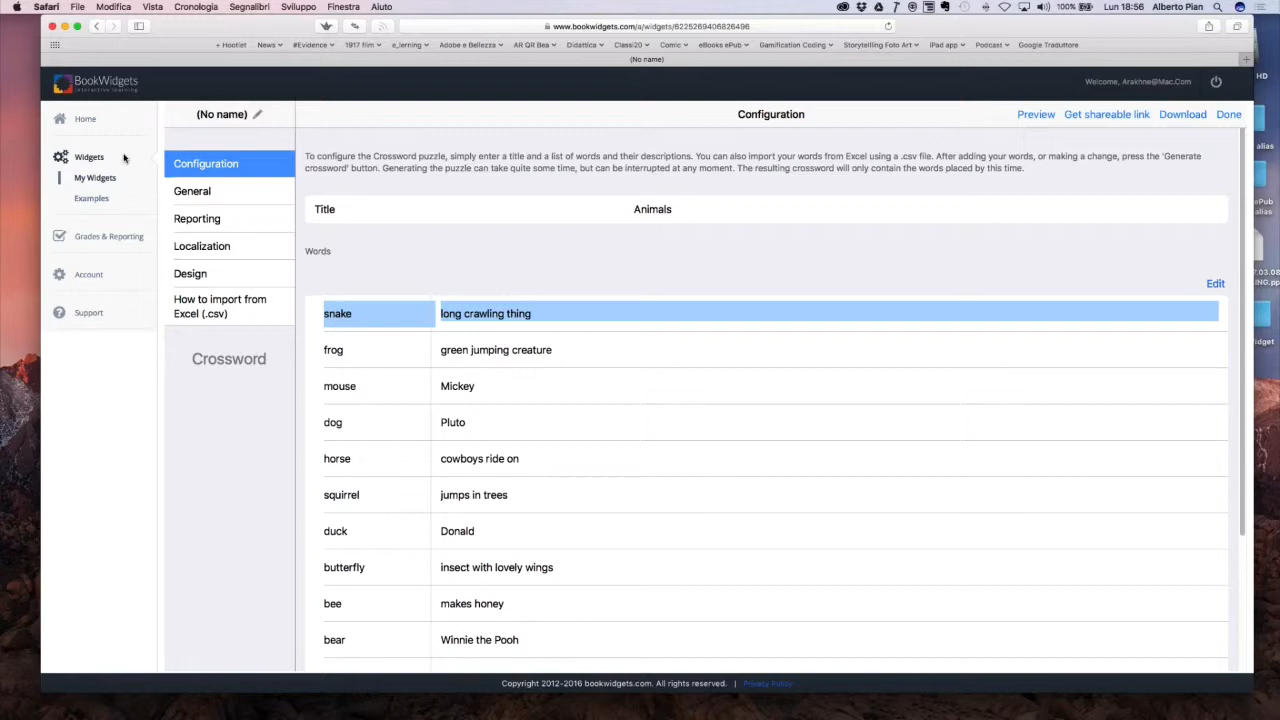 Safari File Modifica Vista Cronologia Segnalibri Sviluppo Finestra Aiuto 100% Lun 18:56 Alberto Pian
www.bookwidgets.com/a/widgets/6225269406826496
+ Hootlet News #Evidence 1917 film e_lerning Adobe e Bellezza AR QR Bea Didattica Classi20 Comic eBooks ePub Gamification Coding Storytelling Foto Art iPad app Podcast Google Traduttore
(No name)
BookWidgets
interactive learning
Welcome, Arakhne@Mac.Com
Home
Widgets
My Widgets
Examples
Grades & Reporting
Account
Support
(No name)
Configuration
General
Reporting
Localization
Design
How to import from
Excel (.csv)
Crossword
Configuration
Preview Get shareable link Download Done
To configure the Crossword puzzle, simply enter a title and a list of words and their descriptions. You can also import your words from Excel using a .csv file. After adding your words, or making a change, press the 'Generate
crossword' button. Generating the puzzle can take quite some time, but can be interrupted at any moment. The resulting crossword will only contain the words placed by this time.
Title Animals
Words
Edit
snake long crawling thing
frog green jumping creature
mouse Mickey
dog Pluto
horse cowboys ride on
squirrel jumps in trees
duck Donald
butterfly insect with lovely wings
bee makes honey
bear Winnie the Pooh
Copyright 2012-2016 bookwidgets.com. All rights reserved. | Privacy Policy
HD
alias
ePub
alias